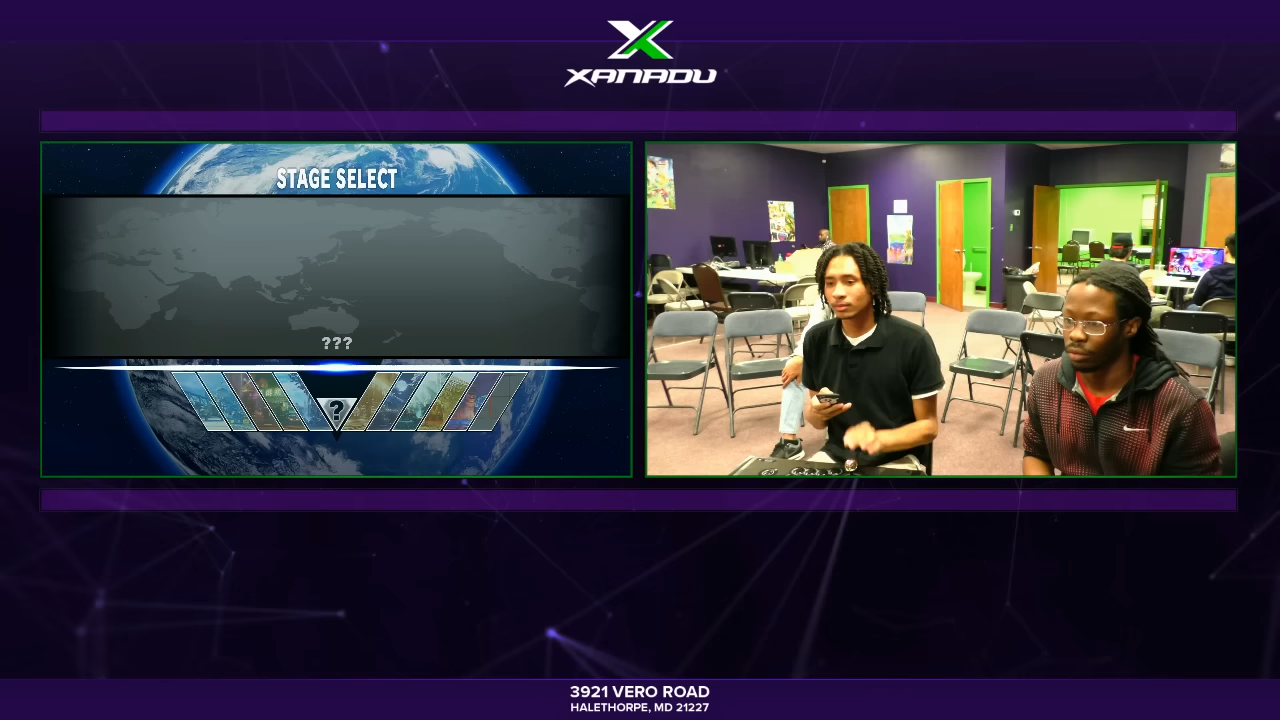 XANADU
STAGE SELECT
???
?
3921 VERO ROAD
HALETHORPE, MD 21227